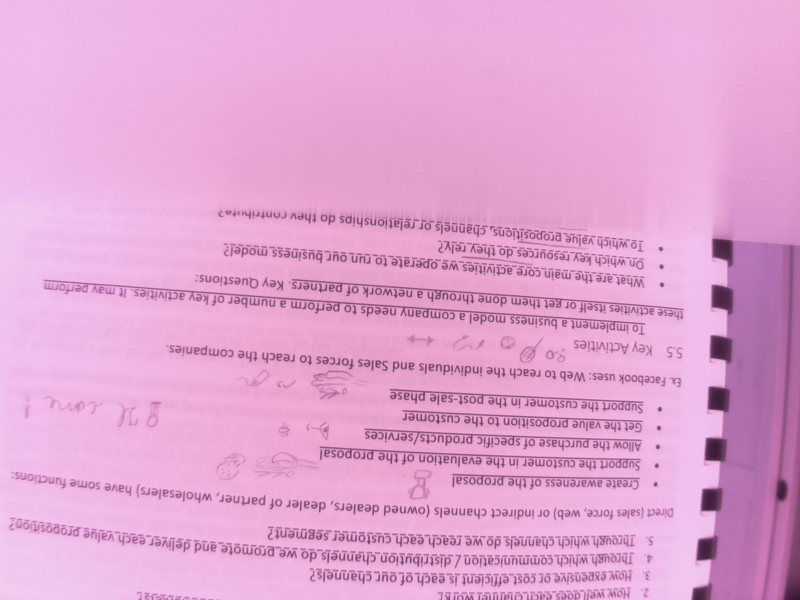 2. How well does each channel work?
3. How expensive or cost efficient is each of our channels?
4. Through which communication / distribution channels do we promote and deliver each value proposition?
5. Through which channels do we reach each customer segment?
Direct (sales force, web) or indirect channels (owned dealers, dealer of partner, wholesalers) have some functions:
• Create awareness of the proposal
• Support the customer in the evaluation of the proposal
• Allow the purchase of specific products/services
• Get the value proposition to the customer
• Support the customer in the post-sale phase
Ex. Facebook uses: Web to reach the individuals and Sales forces to reach the companies.
5.5 Key Activities
To implement a business model a company needs to perform a number of key activities. It may perform
these activities itself or get them done through a network of partners. Key Questions:
• What are the main core activities we operate to run our business model?
• On which key resources do they rely?
• To which value propositions, channels or relationships do they contribute?